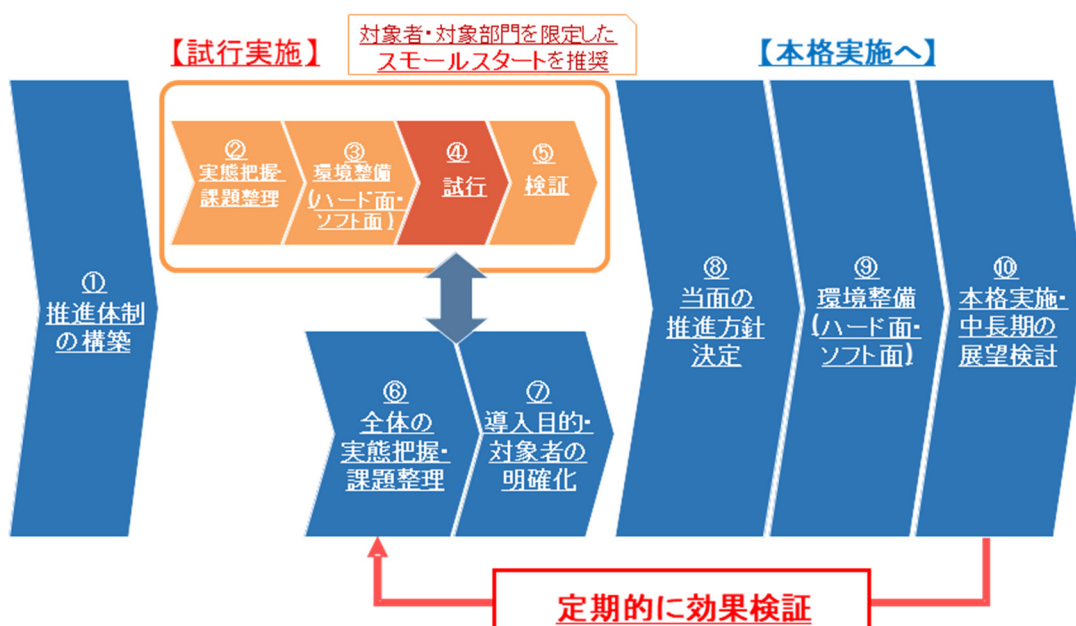 【試行実施】
対象者・対象部門を限定した
スモールスタートを推奨
【本格実施へ】
①
推進体制
の構築
②
実態把握・
課題整理
③
環境整備
(ハード面・
ソフト面)
④
試行
⑤
検証
⑥
全体の
実態把握・
課題整理
⑦
導入目的・
対象者の
明確化
⑧
当面の
推進方針
決定
⑨
環境整備
(ハード面・
ソフト面)
⑩
本格実施・
中長期の
展望検討
定期的に効果検証